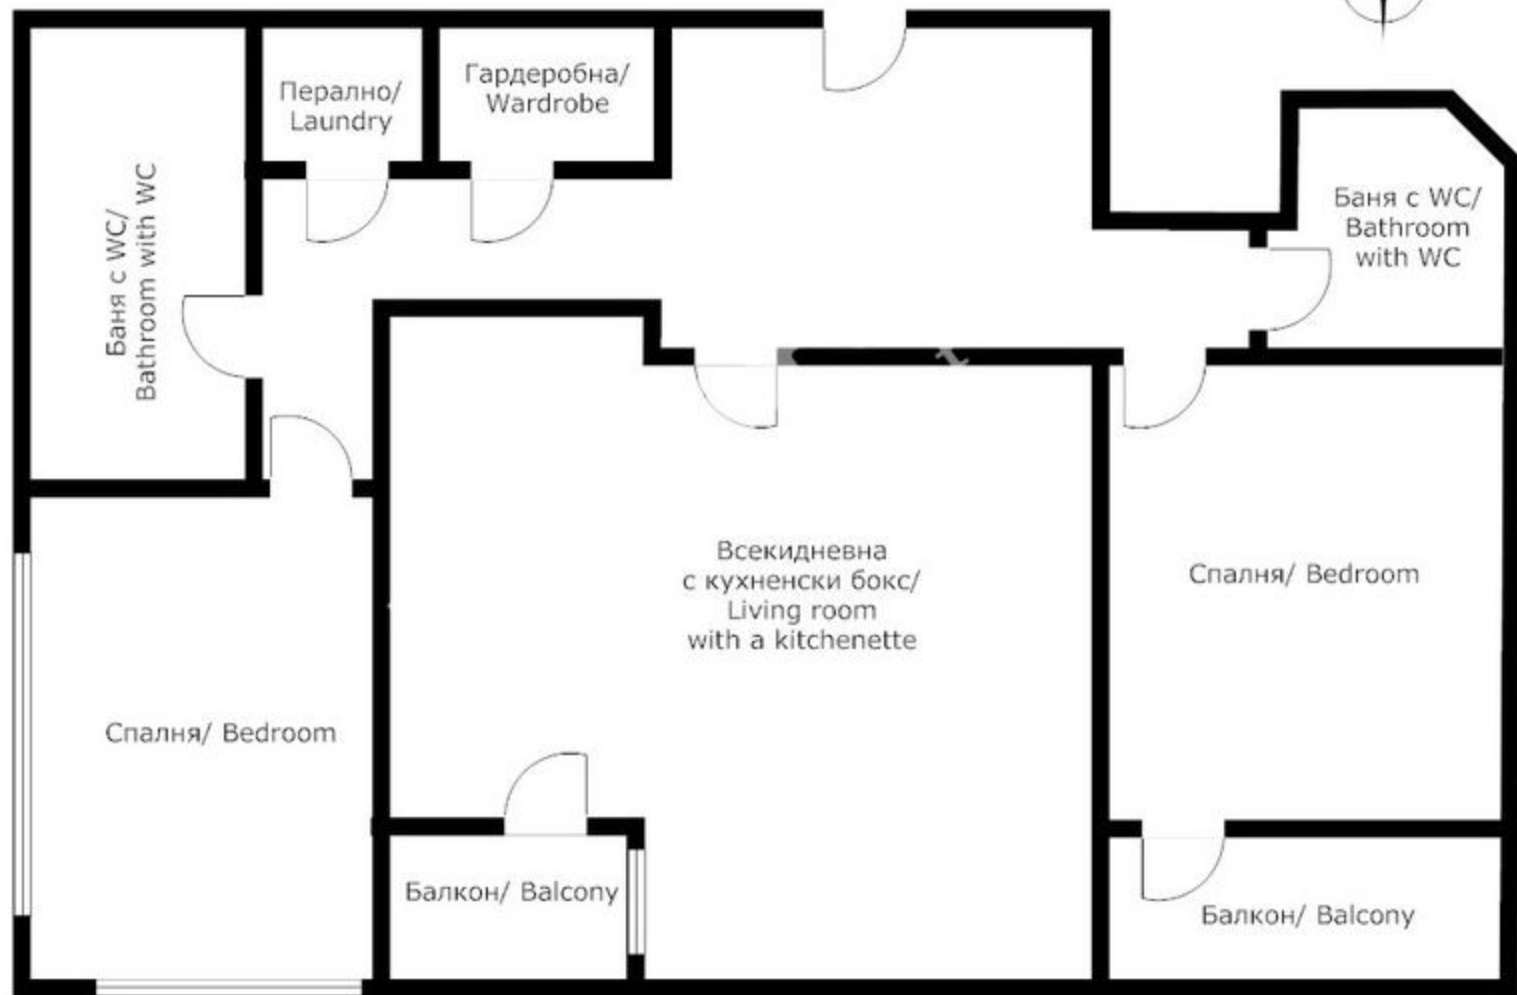 Перално/
Laundry
Гардеробна/
Wardrobe
Баня с WC/
Bathroom with WC
Баня с WC/
Bathroom
with WC
Всекидневна
с кухненски бокс/
Living room
with a kitchenette
Спалня/ Bedroom
Спалня/ Bedroom
Балкон/ Balcony
Балкон/ Balcony